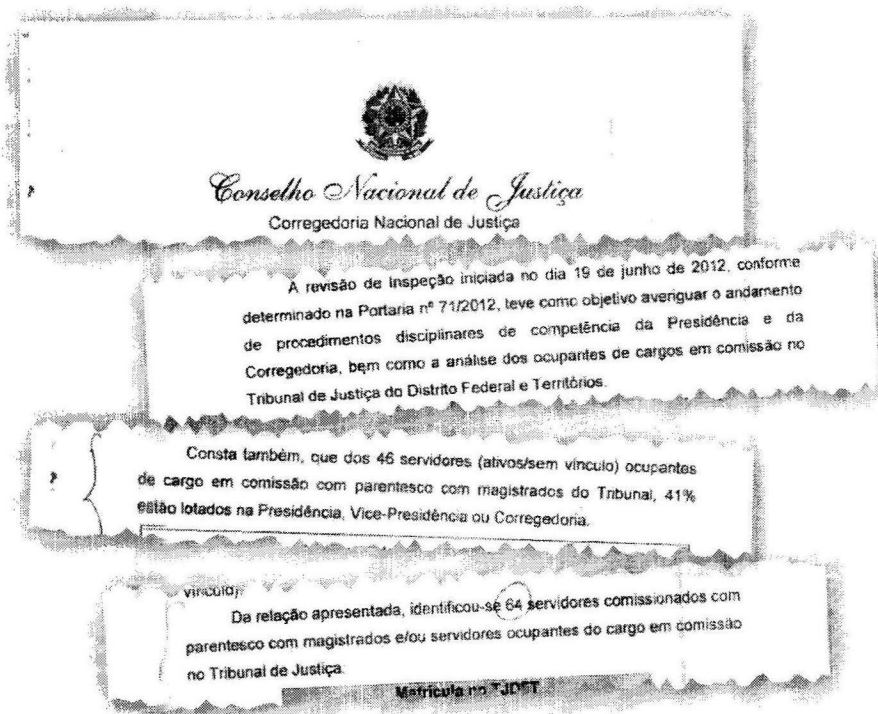 Conselho Nacional de Justiça
Corregedoria Nacional de Justiça
A revisão de inspeção iniciada no dia 19 de junho de 2012, conforme
determinado na Portaria nº 71/2012, teve como objetivo averiguar o andamento
de procedimentos disciplinares de competência da Presidência e da
Corregedoria, bem como a análise dos ocupantes de cargos em comissão no
Tribunal de Justiça do Distrito Federal e Territórios.
Consta também, que dos 46 servidores (ativos/sem vínculo) ocupantes
de cargo em comissão com parentesco com magistrados do Tribunal, 41%
estão lotados na Presidência, Vice-Presidência ou Corregedoria.
vínculo).
Da relação apresentada, identificou-se 64 servidores comissionados com
parentesco com magistrados e/ou servidores ocupantes do cargo em comissão
no Tribunal de Justiça:
Matrícula no TJDFT